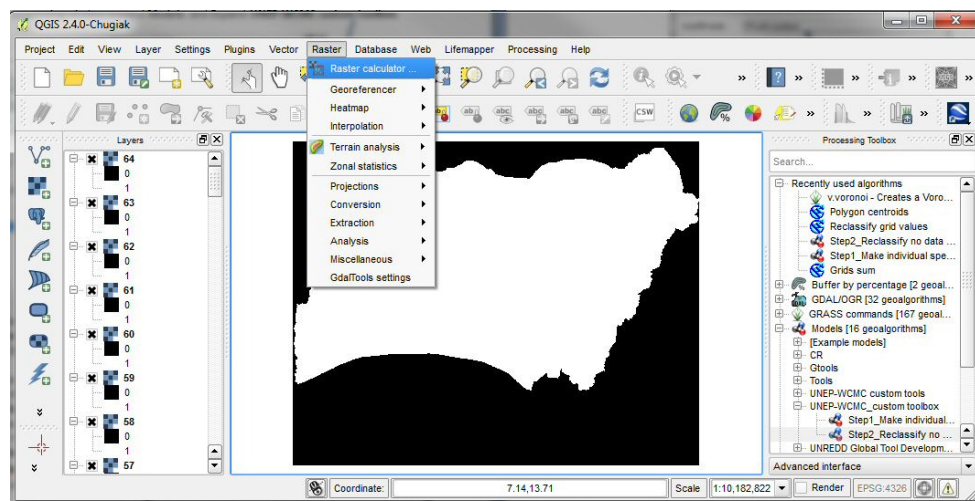 QGIS 2.4.0-Chugiak
Project Edit View Layer Settings Plugins Vector Raster Database Web Lifemapper Processing Help
Raster calculator ...
Georeferencer
Heatmap
Interpolation
Terrain analysis
Zonal statistics
Projections
Conversion
Extraction
Analysis
Miscellaneous
GdalTools settings
CSW
Layers
64
0
1
63
0
1
62
0
1
61
0
1
60
0
1
59
0
1
58
0
1
57
Processing Toolbox
Search...
Recently used algorithms
v.voronoi - Creates a Voro...
Polygon centroids
Reclassify grid values
Step2_Reclassify no data ...
Step1_Make individual spe...
Grids sum
Buffer by percentage [2 geoal...
GDAL/OGR [32 geoalgorithms]
GRASS commands [167 geoal...
Models [16 geoalgorithms]
[Example models]
CR
Gtools
Tools
UNEP-WCMC custom tools
UNEP-WCMC_custom toolbox
Step1_Make individual...
Step2_Reclassify no ...
UNREDD Global Tool Developm...
Advanced interface
Coordinate: 7.14,13.71 Scale 1:10,182,822 Render EPSG:4326